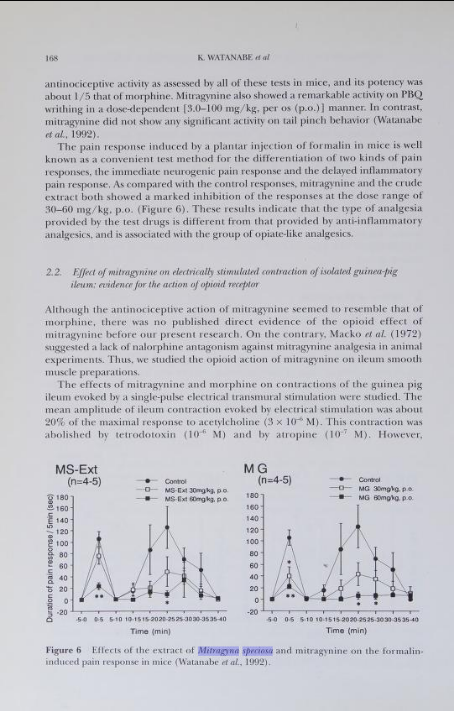 168
K. WATANABE et al
antinociceptive activity as assessed by all of these tests in mice, and its potency was
about 1/5 that of morphine. Mitragynine also showed a remarkable activity on PBQ
writhing in a dose-dependent [3.0–100 mg/kg, per os (p.o.)] manner. In contrast,
mitragynine did not show any significant activity on tail pinch behavior (Watanabe
et al., 1992).
The pain response induced by a plantar injection of formalin in mice is well
known as a convenient test method for the differentiation of two kinds of pain
responses, the immediate neurogenic pain response and the delayed inflammatory
pain response. As compared with the control responses, mitragynine and the crude
extract both showed a marked inhibition of the responses at the dose range of
30–60 mg/kg, p.o. (Figure 6). These results indicate that the type of analgesia
provided by the test drugs is different from that provided by anti-inflammatory
analgesics, and is associated with the group of opiate-like analgesics.
2.2. Effect of mitragynine on electrically stimulated contraction of isolated guinea-pig
ileum: evidence for the action of opioid receptor
Although the antinociceptive action of mitragynine seemed to resemble that of
morphine, there was no published direct evidence of the opioid effect of
mitragynine before our present research. On the contrary, Macko et al. (1972)
suggested a lack of nalorphine antagonism against mitragynine analgesia in animal
experiments. Thus, we studied the opioid action of mitragynine on ileum smooth
muscle preparations.
The effects of mitragynine and morphine on contractions of the guinea pig
ileum evoked by a single-pulse electrical transmural stimulation were studied. The
mean amplitude of ileum contraction evoked by electrical stimulation was about
20% of the maximal response to acetylcholine (3 × 10⁻⁶ M). This contraction was
abolished by tetrodotoxin (10⁻⁶ M) and by atropine (10⁻⁷ M). However,
MS-Ext
(n=4-5)
Control
MS-Ext 30mg/kg, p.o.
MS-Ext 60mg/kg, p.o.
Duration of pain response / 5min (sec)
180
160
140
120
100
80
60
40
20
0
-20
**
*
-5-0 0-5 5-10 10-15 15-20 20-25 25-30 30-35 35-40
Time (min)
MG
(n=4-5)
Control
MG 30mg/kg, p.o.
MG 60mg/kg, p.o.
180
160
140
120
100
80
60
40
20
0
-20
*
**
* *
-5-0 0-5 5-10 10-15 15-20 20-25 25-30 30-35 35-40
Time (min)
Figure 6 Effects of the extract of Mitragyna speciosa and mitragynine on the formalin-
induced pain response in mice (Watanabe et al., 1992).